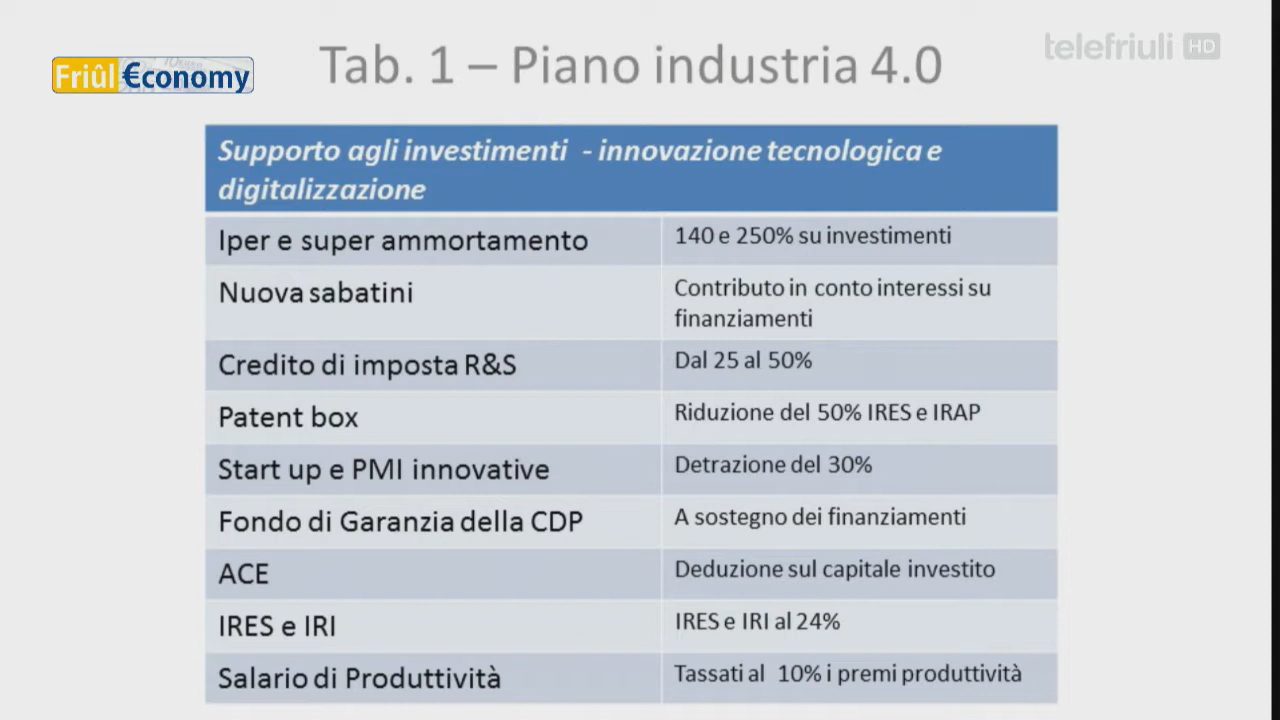 Friûl €conomy
Tab. 1 – Piano industria 4.0
telefriuli HD
Supporto agli investimenti - innovazione tecnologica e
digitalizzazione
Iper e super ammortamento
140 e 250% su investimenti
Nuova sabatini
Contributo in conto interessi su
finanziamenti
Credito di imposta R&S
Dal 25 al 50%
Patent box
Riduzione del 50% IRES e IRAP
Start up e PMI innovative
Detrazione del 30%
Fondo di Garanzia della CDP
A sostegno dei finanziamenti
ACE
Deduzione sul capitale investito
IRES e IRI
IRES e IRI al 24%
Salario di Produttività
Tassati al 10% i premi produttività